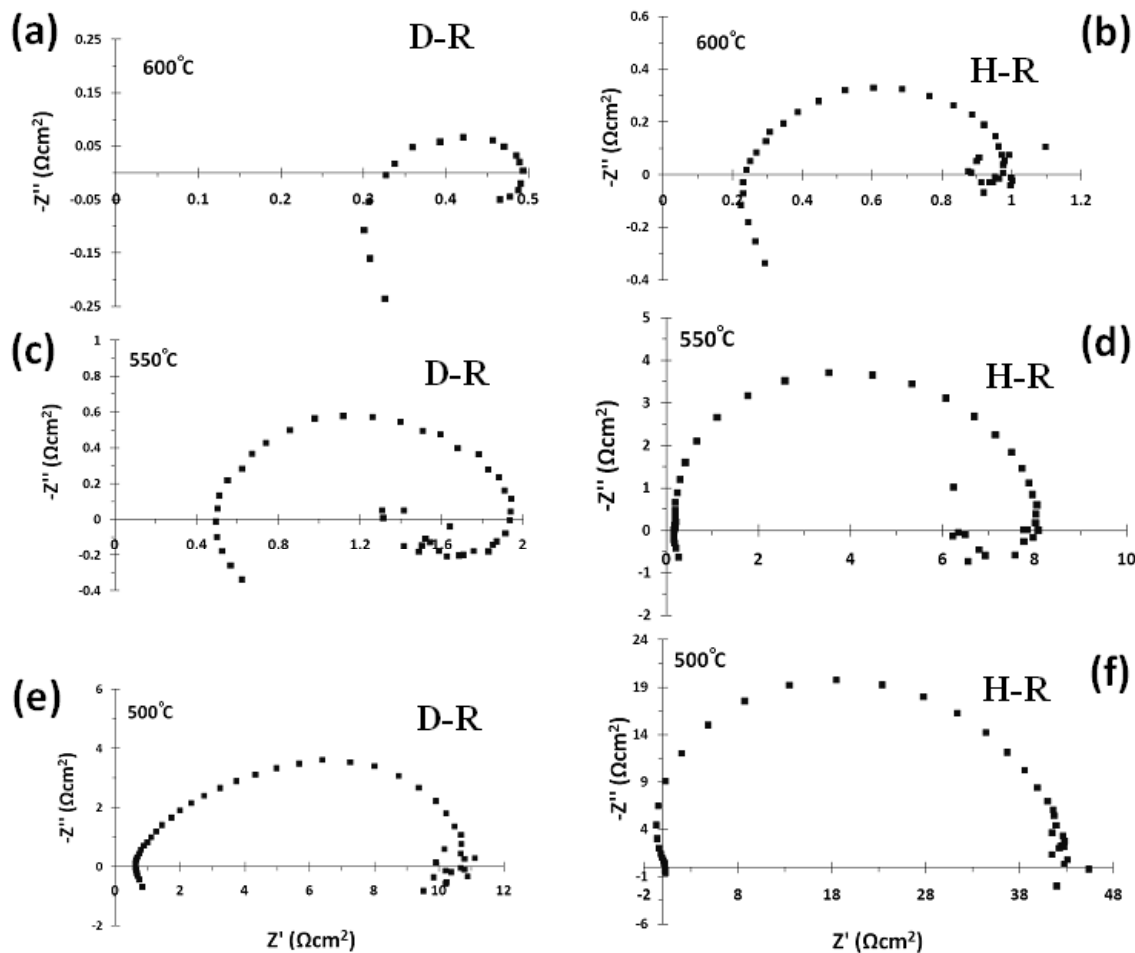 (a)
D-R
600°C
-Z'' (Ωcm²)
0.25
0.15
0.05
-0.05
-0.15
-0.25
0 0.1 0.2 0.3 0.4 0.5
(b)
H-R
600°C
-Z'' (Ωcm²)
0.6
0.4
0.2
0
-0.2
-0.4
0 0.2 0.4 0.6 0.8 1 1.2
(c)
D-R
550°C
-Z'' (Ωcm²)
1
0.8
0.6
0.4
0.2
0
-0.2
-0.4
0 0.4 0.8 1.2 1.6 2
(d)
H-R
550°C
-Z'' (Ωcm²)
5
4
3
2
1
0
-1
-2
0 2 4 6 8 10
(e)
D-R
500°C
-Z'' (Ωcm²)
6
4
2
0
-2
0 2 4 6 8 10 12
Z' (Ωcm²)
(f)
H-R
500°C
-Z'' (Ωcm²)
24
19
14
9
4
-1
-6
-2 8 18 28 38 48
Z' (Ωcm²)